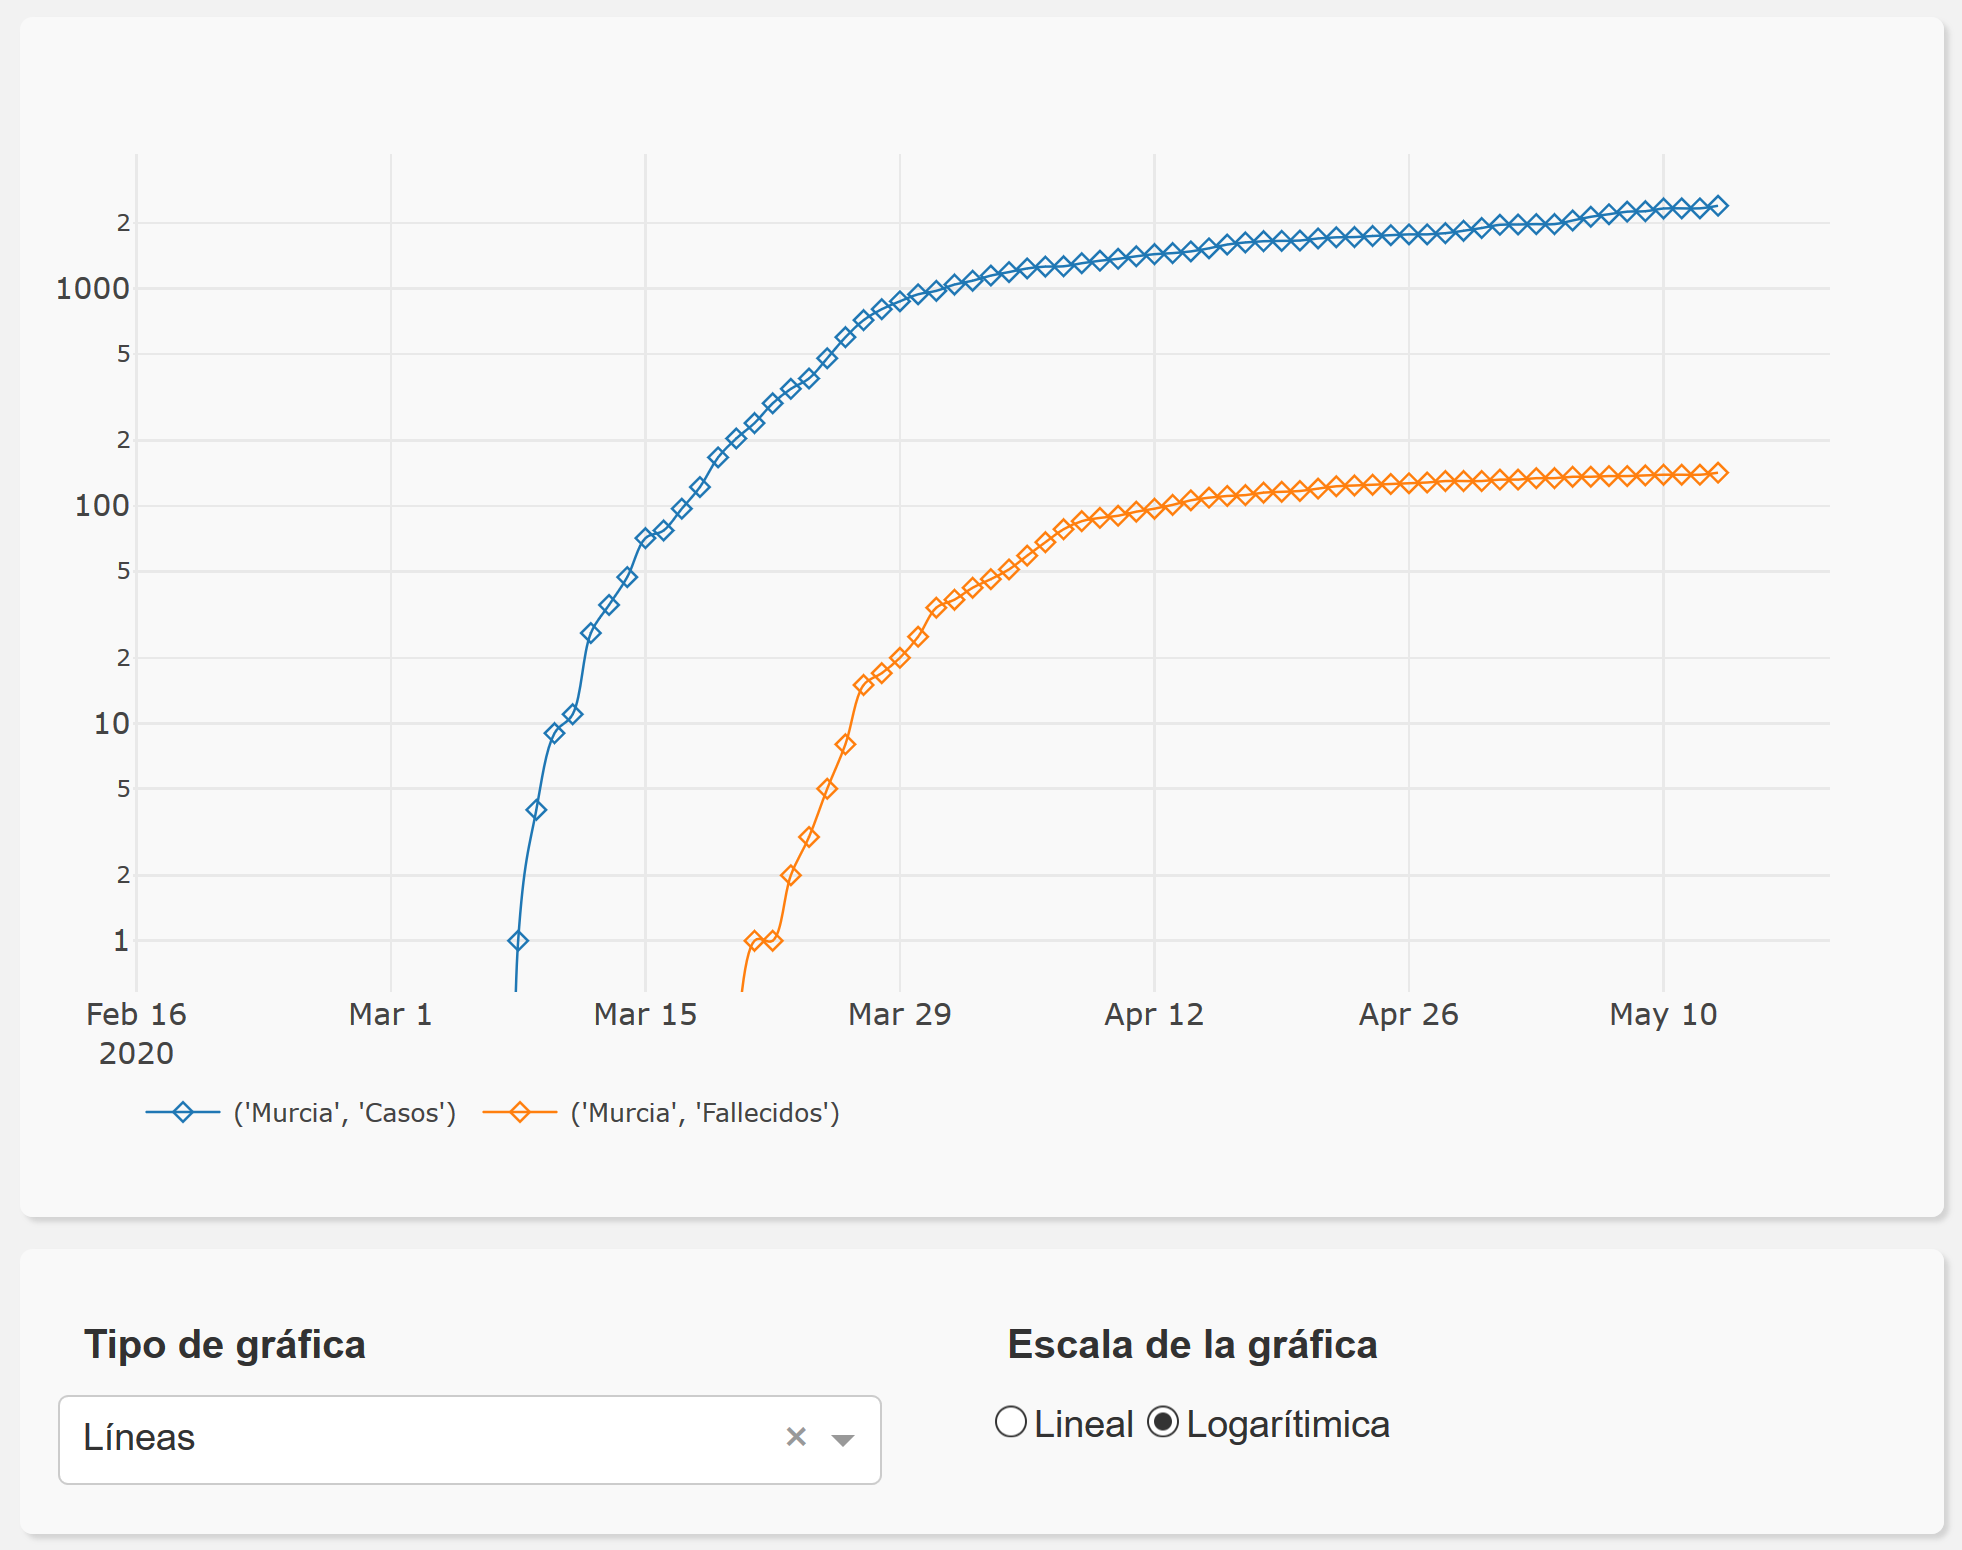 2
1000
5
2
100
5
2
10
5
2
1
Feb 16 Mar 1 Mar 15 Mar 29 Apr 12 Apr 26 May 10
2020
('Murcia', 'Casos') ('Murcia', 'Fallecidos')
Tipo de gráfica
Líneas
Escala de la gráfica
Lineal Logarítimica